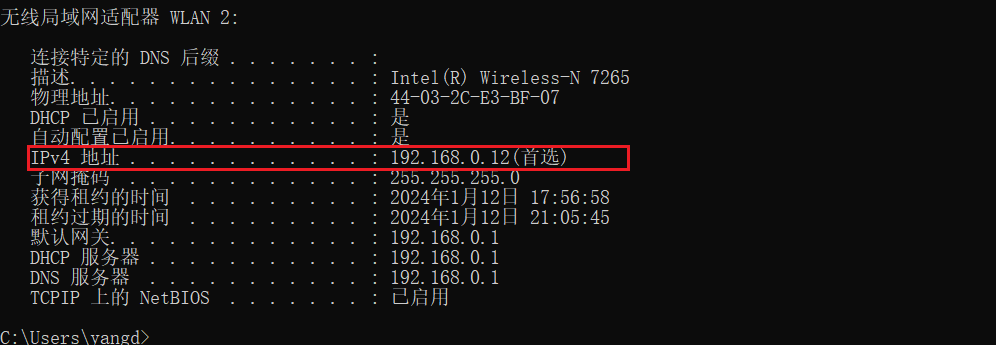 无线局域网适配器 WLAN 2:
连接特定的 DNS 后缀 . . . . . . . :
描述. . . . . . . . . . . . . . . : Intel(R) Wireless-N 7265
物理地址. . . . . . . . . . . . . : 44-03-2C-E3-BF-07
DHCP 已启用 . . . . . . . . . . . : 是
自动配置已启用. . . . . . . . . . : 是
IPv4 地址 . . . . . . . . . . . . : 192.168.0.12(首选)
子网掩码 . . . . . . . . . . . . : 255.255.255.0
获得租约的时间 . . . . . . . . . : 2024年1月12日 17:56:58
租约过期的时间 . . . . . . . . . : 2024年1月12日 21:05:45
默认网关. . . . . . . . . . . . . : 192.168.0.1
DHCP 服务器 . . . . . . . . . . . : 192.168.0.1
DNS 服务器 . . . . . . . . . . . : 192.168.0.1
TCPIP 上的 NetBIOS . . . . . . . : 已启用
C:\Users\yangd>